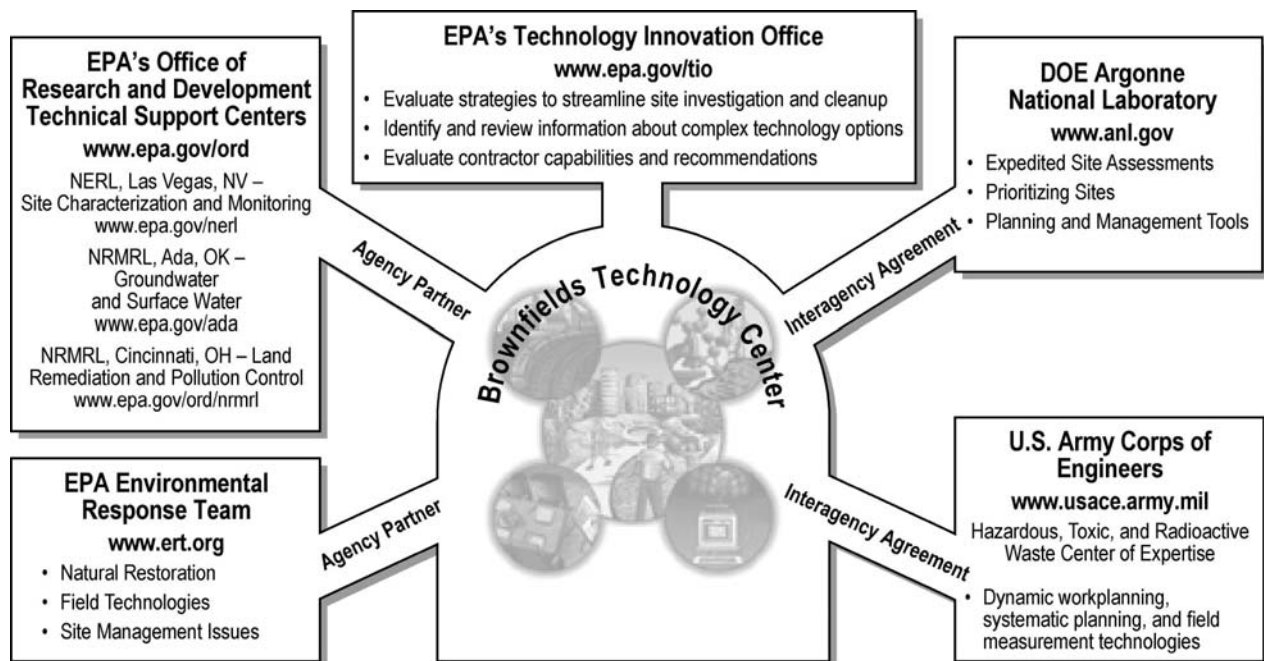 EPA’s Office of
Research and Development
Technical Support Centers
www.epa.gov/ord
NERL, Las Vegas, NV –
Site Characterization and Monitoring
www.epa.gov/nerl
NRMRL, Ada, OK –
Groundwater
and Surface Water
www.epa.gov/ada
NRMRL, Cincinnati, OH – Land
Remediation and Pollution Control
www.epa.gov/ord/nrmrl
EPA’s Technology Innovation Office
www.epa.gov/tio
• Evaluate strategies to streamline site investigation and cleanup
• Identify and review information about complex technology options
• Evaluate contractor capabilities and recommendations
DOE Argonne
National Laboratory
www.anl.gov
• Expedited Site Assessments
• Prioritizing Sites
• Planning and Management Tools
Agency Partner
Brownfields Technology Center
Interagency Agreement
EPA Environmental
Response Team
www.ert.org
• Natural Restoration
• Field Technologies
• Site Management Issues
Agency Partner
Interagency Agreement
U.S. Army Corps of
Engineers
www.usace.army.mil
Hazardous, Toxic, and Radioactive
Waste Center of Expertise
• Dynamic workplanning,
systematic planning, and field
measurement technologies